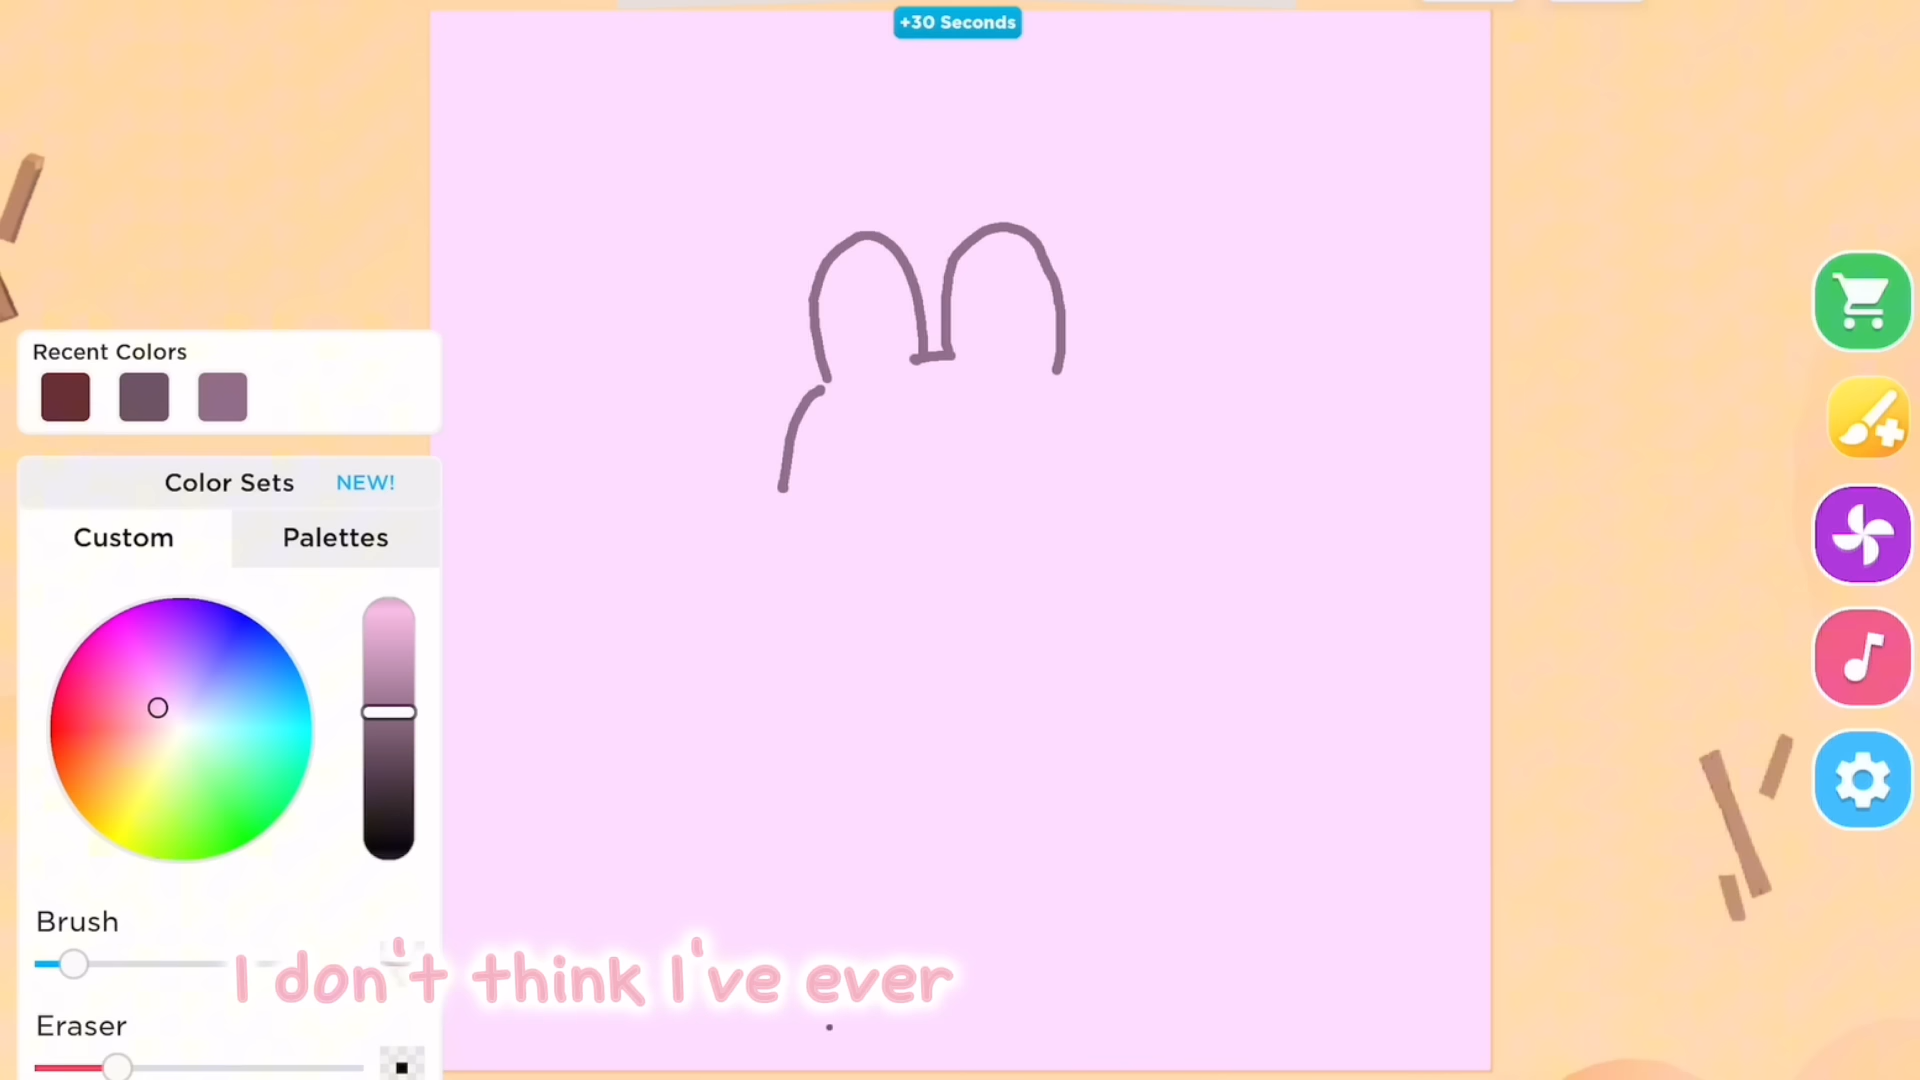 +30 Seconds
Recent Colors
Color Sets NEW!
Custom Palettes
Brush
I don't think I've ever
Eraser